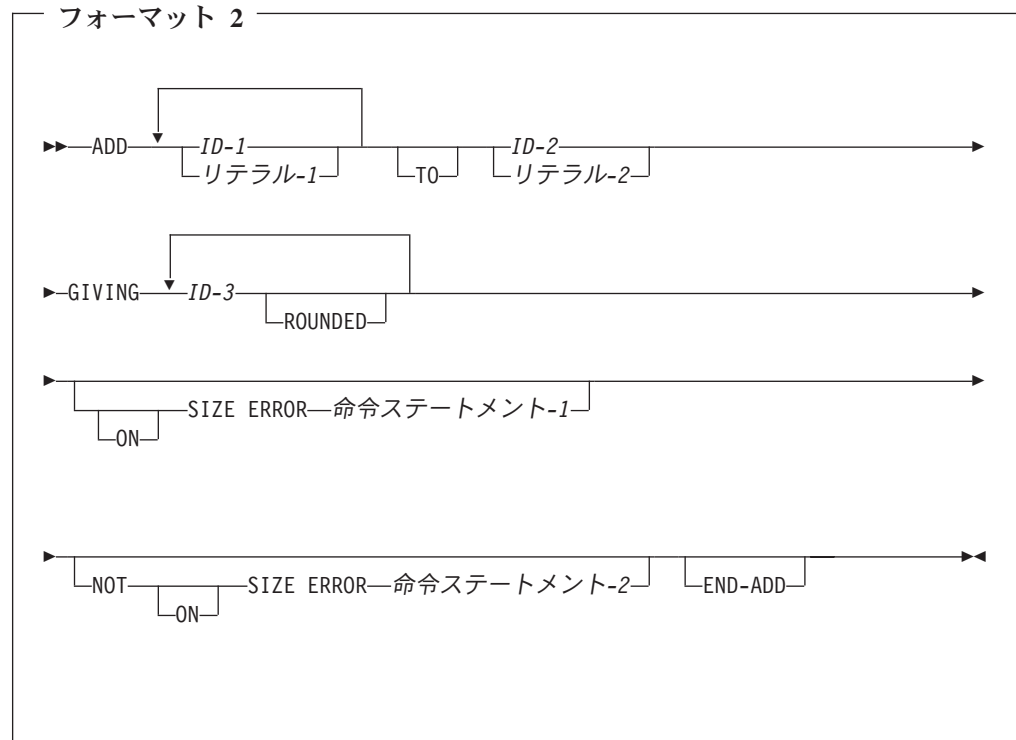 フォーマット 2
ADD ID-1 TO ID-2
リテラル-1 リテラル-2
GIVING ID-3 ROUNDED
SIZE ERROR 命令ステートメント-1
ON
NOT SIZE ERROR 命令ステートメント-2 END-ADD
ON